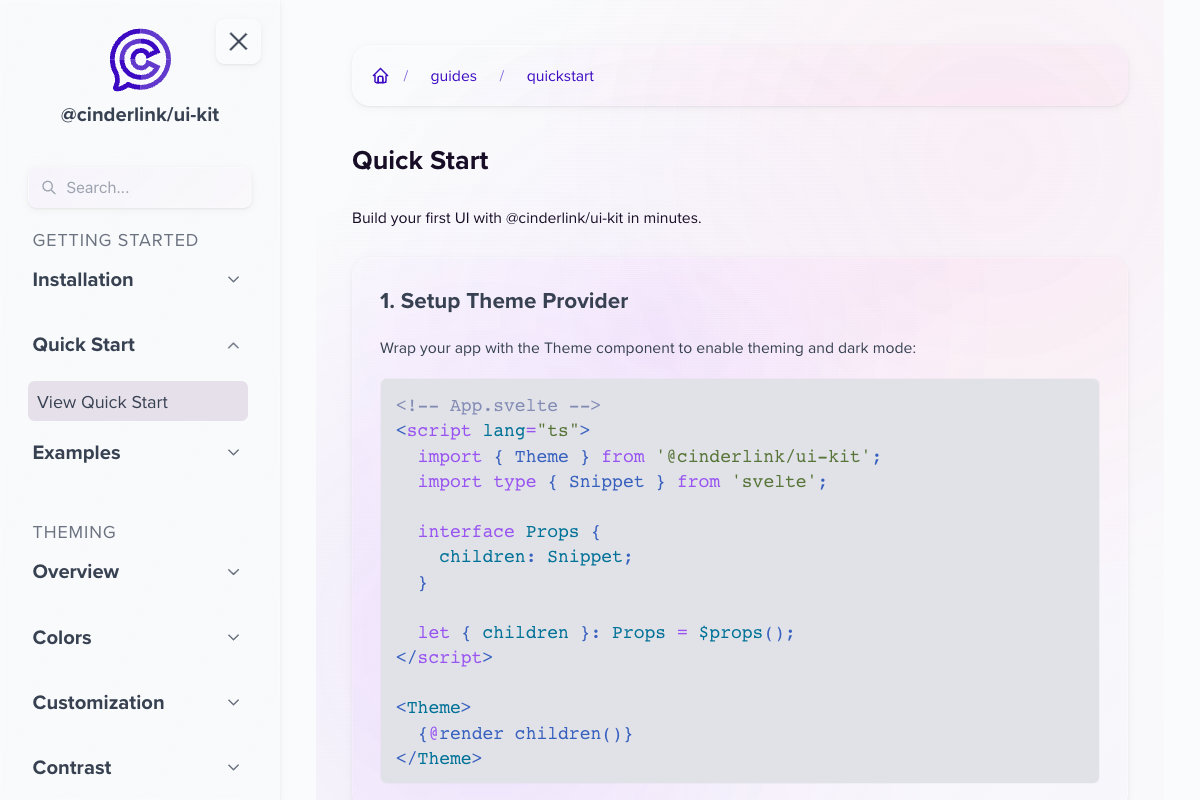 @cinderlink/ui-kit
Search...
GETTING STARTED
Installation
Quick Start
View Quick Start
Examples
THEMING
Overview
Colors
Customization
Contrast
/ guides / quickstart
Quick Start
Build your first UI with @cinderlink/ui-kit in minutes.
1. Setup Theme Provider
Wrap your app with the Theme component to enable theming and dark mode:
<!-- App.svelte -->
<script lang="ts">
  import { Theme } from '@cinderlink/ui-kit';
  import type { Snippet } from 'svelte';

  interface Props {
    children: Snippet;
  }

  let { children }: Props = $props();
</script>

<Theme>
  {@render children()}
</Theme>